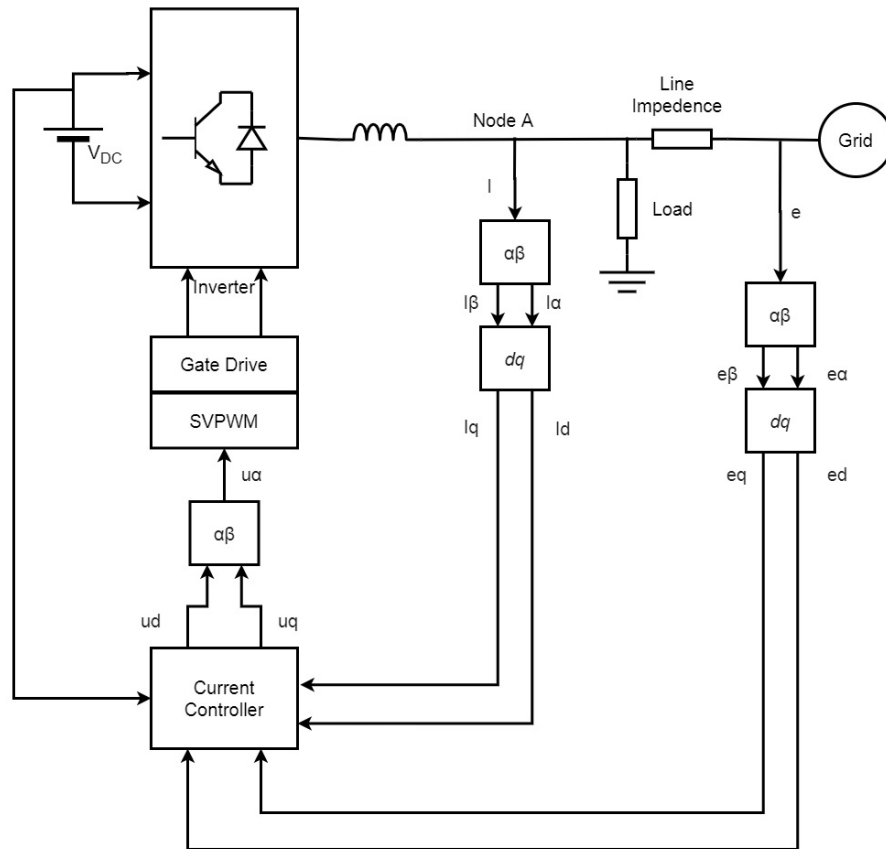 Line
Impedence
Node A
Grid
V_DC
I
Load
e
αβ
Inverter
Iβ
Iα
αβ
Gate Drive
dq
eβ
eα
SVPWM
dq
Iq
Id
uα
eq
ed
αβ
ud
uq
Current
Controller